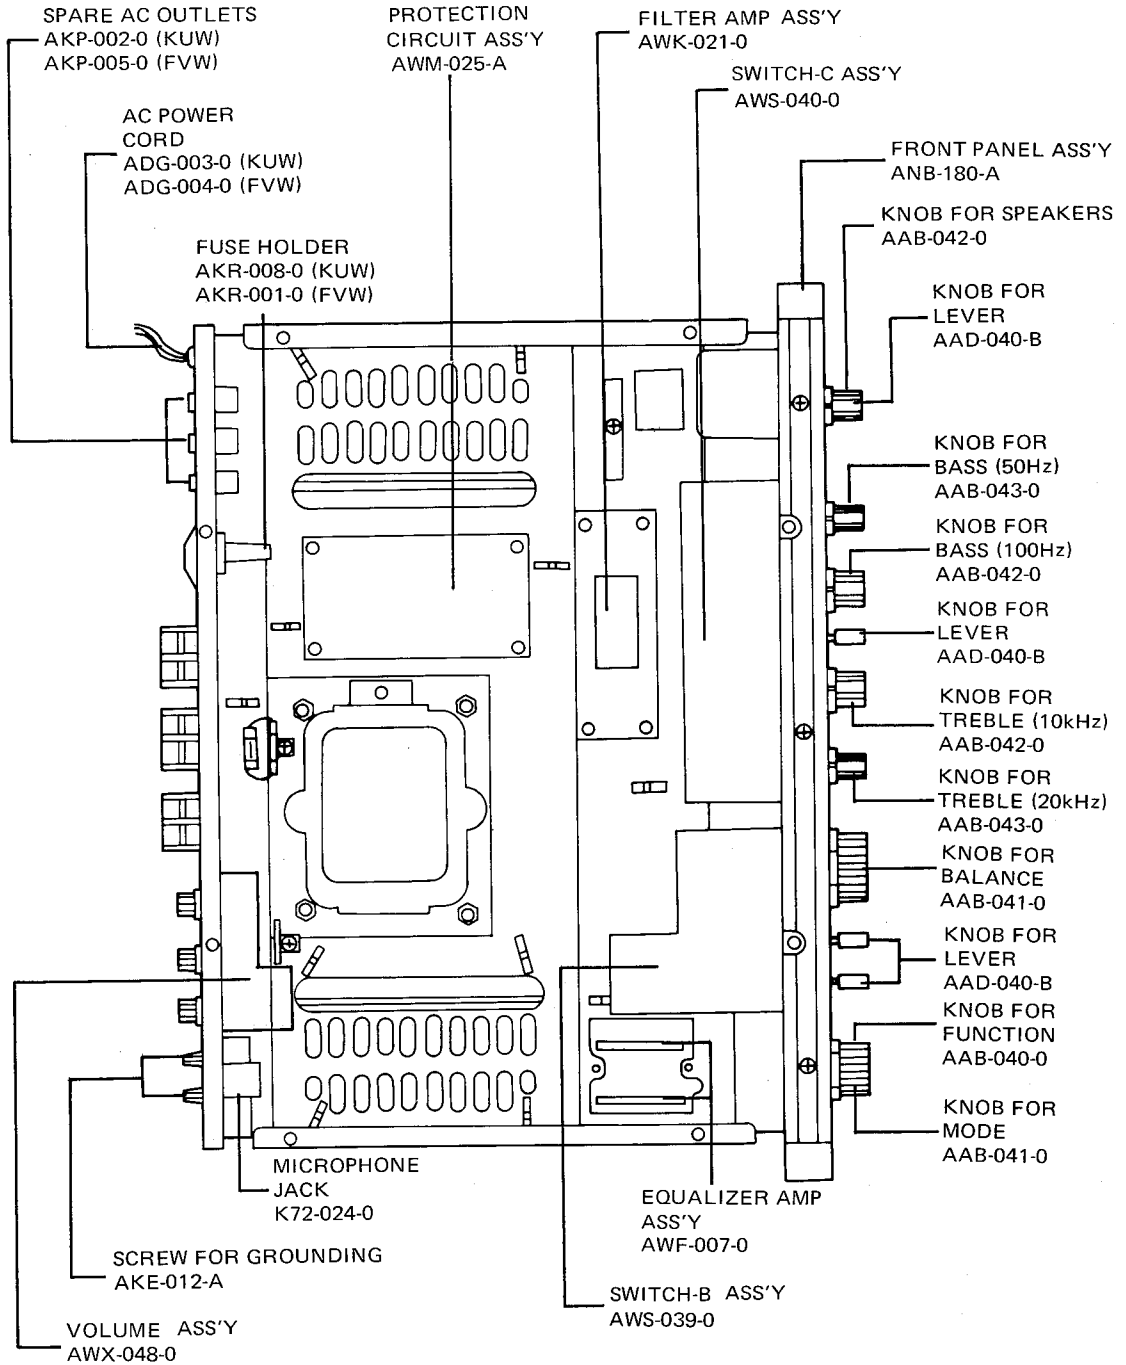 SPARE AC OUTLETS
AKP-002-0 (KUW)
AKP-005-0 (FVW)
PROTECTION
CIRCUIT ASS'Y
AWM-025-A
FILTER AMP ASS'Y
AWK-021-0
SWITCH-C ASS'Y
AWS-040-0
AC POWER
CORD
ADG-003-0 (KUW)
ADG-004-0 (FVW)
FRONT PANEL ASS'Y
ANB-180-A
KNOB FOR SPEAKERS
AAB-042-0
FUSE HOLDER
AKR-008-0 (KUW)
AKR-001-0 (FVW)
KNOB FOR
LEVER
AAD-040-B
KNOB FOR
BASS (50Hz)
AAB-043-0
KNOB FOR
BASS (100Hz)
AAB-042-0
KNOB FOR
LEVER
AAD-040-B
KNOB FOR
TREBLE (10kHz)
AAB-042-0
KNOB FOR
TREBLE (20kHz)
AAB-043-0
KNOB FOR
BALANCE
AAB-041-0
KNOB FOR
LEVER
AAD-040-B
KNOB FOR
FUNCTION
AAB-040-0
KNOB FOR
MODE
AAB-041-0
MICROPHONE
JACK
K72-024-0
EQUALIZER AMP
ASS'Y
AWF-007-0
SCREW FOR GROUNDING
AKE-012-A
SWITCH-B ASS'Y
AWS-039-0
VOLUME ASS'Y
AWX-048-0